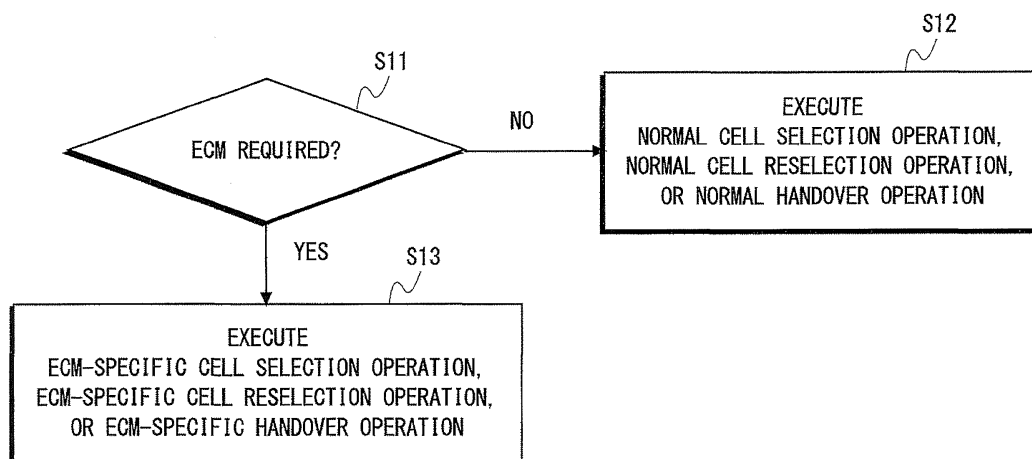 S11
ECM REQUIRED?
NO
S12
EXECUTE
NORMAL CELL SELECTION OPERATION,
NORMAL CELL RESELECTION OPERATION,
OR NORMAL HANDOVER OPERATION
YES
S13
EXECUTE
ECM-SPECIFIC CELL SELECTION OPERATION,
ECM-SPECIFIC CELL RESELECTION OPERATION,
OR ECM-SPECIFIC HANDOVER OPERATION